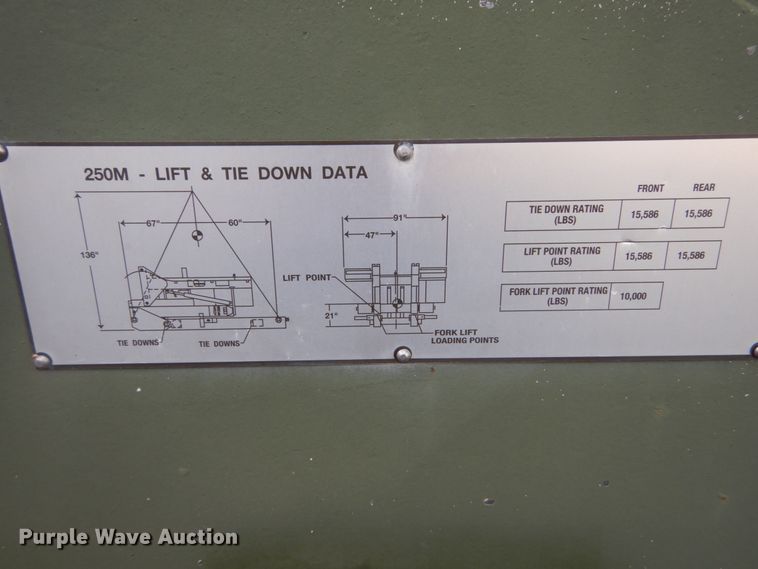 250M - LIFT & TIE DOWN DATA
FRONT REAR
TIE DOWN RATING (LBS) 15,586 15,586
LIFT POINT RATING (LBS) 15,586 15,586
FORK LIFT POINT RATING (LBS) 10,000
67" 60"
136"
TIE DOWNS TIE DOWNS
91"
47"
LIFT POINT
21"
FORK LIFT
LOADING POINTS
Purple Wave Auction